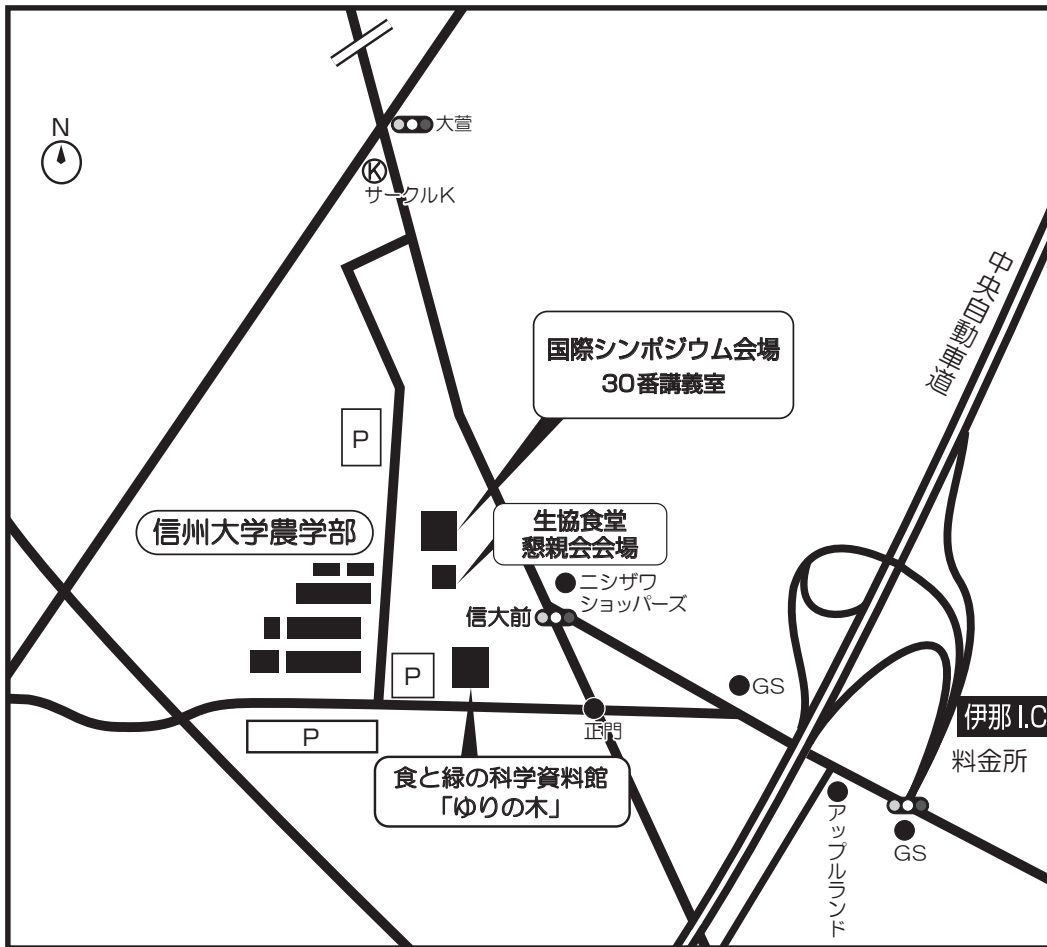 N
大萱
K
サークルK
中央自動車道
国際シンポジウム会場
30番講義室
P
信州大学農学部
生協食堂
懇親会会場
ニシザワ
ショッパーズ
信大前
P
GS
正門
伊那I.C
P
料金所
食と緑の科学資料館
「ゆりの木」
アップルランド
GS